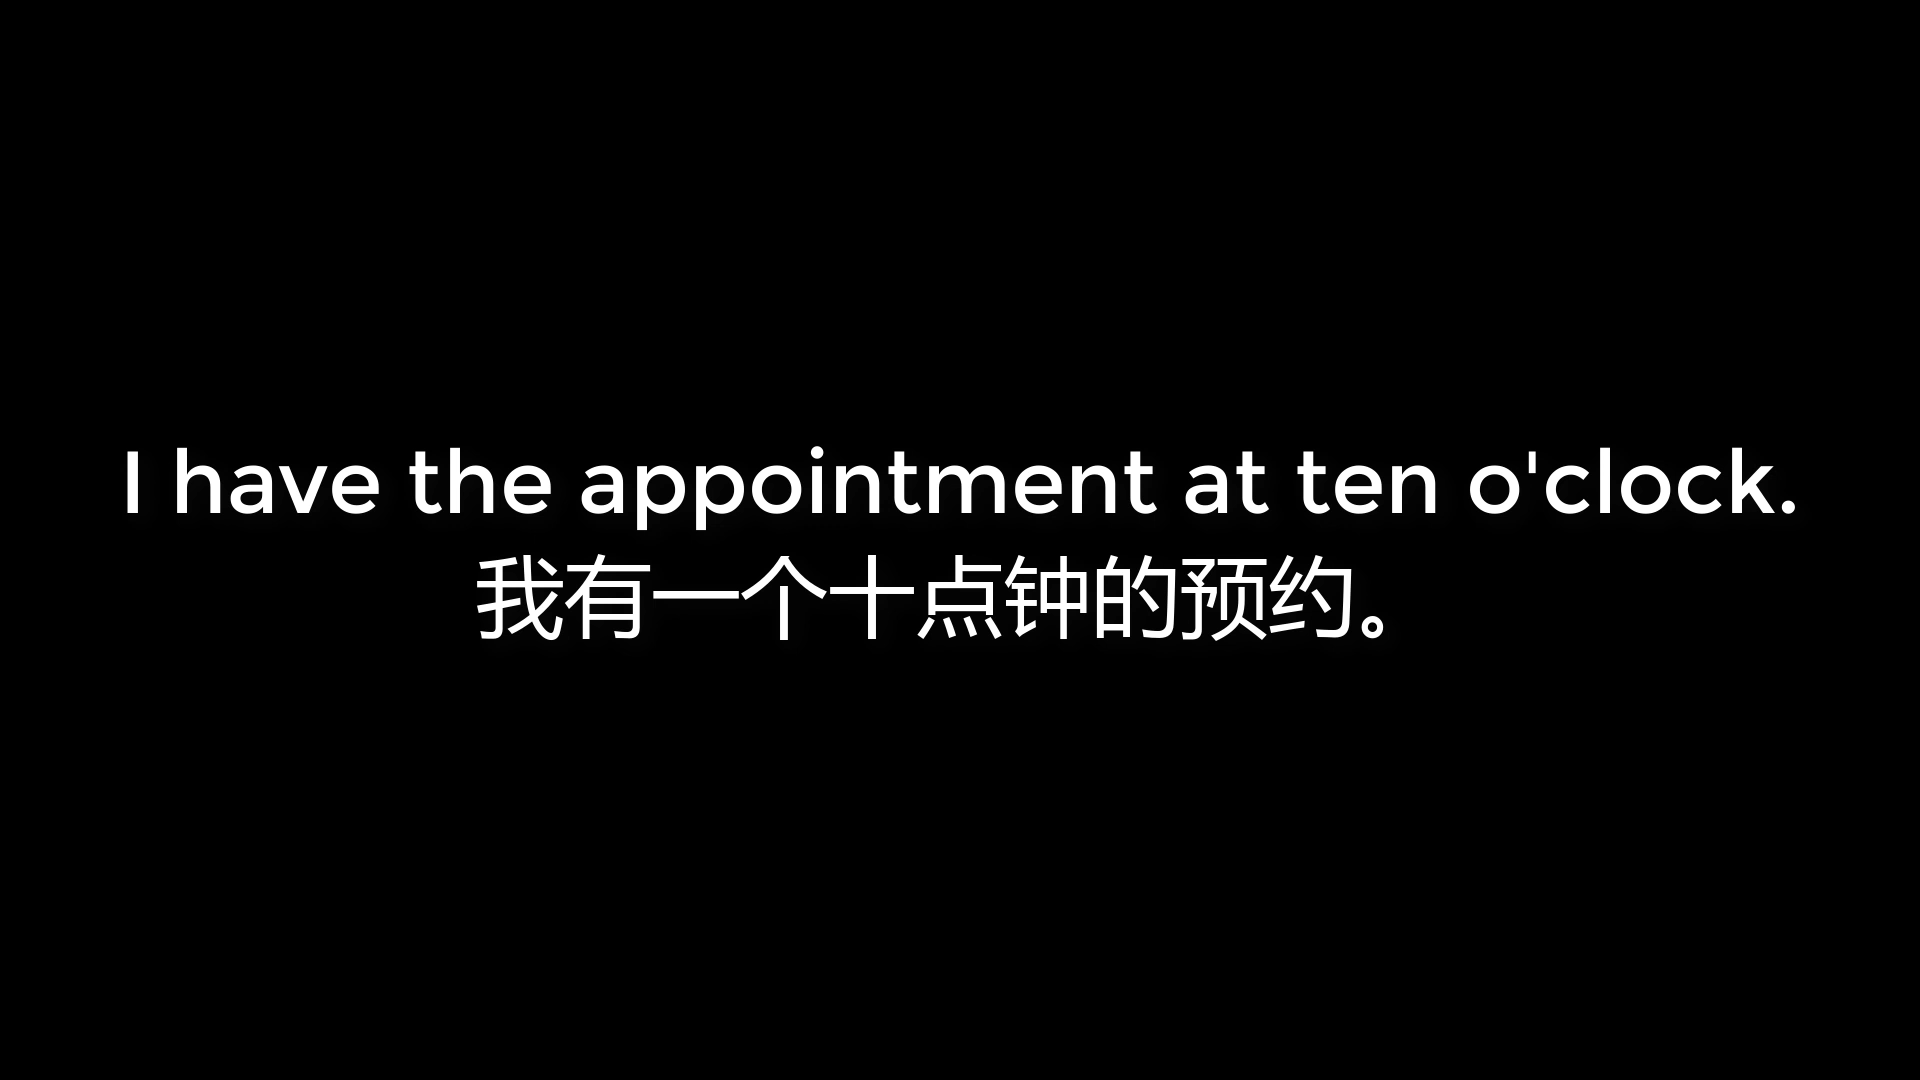 I have the appointment at ten o'clock.
我有一个十点钟的预约。